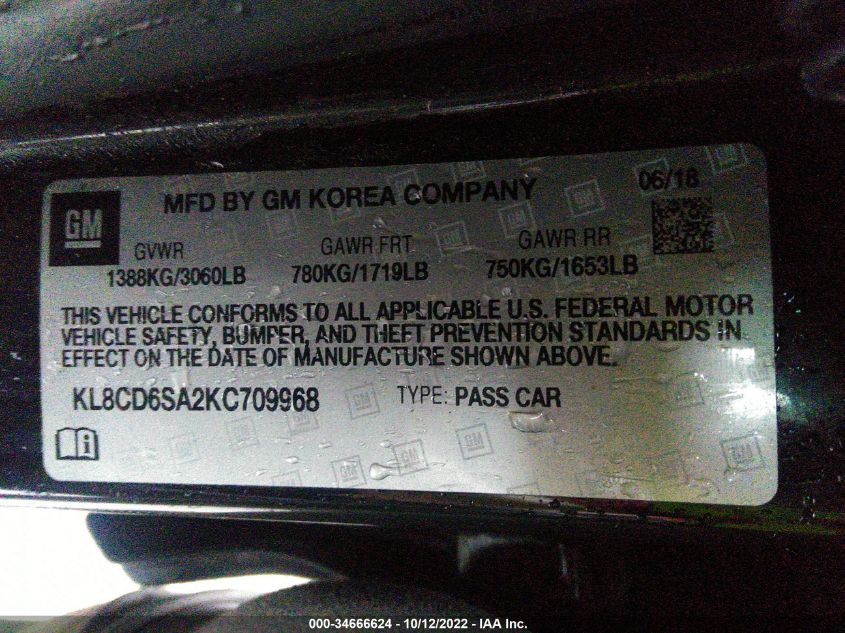 GM
MFD BY GM KOREA COMPANY
06/18
GVWR GAWR FRT GAWR RR
1388KG/3060LB 780KG/1719LB 750KG/1653LB
THIS VEHICLE CONFORMS TO ALL APPLICABLE U.S. FEDERAL MOTOR
VEHICLE SAFETY, BUMPER, AND THEFT PREVENTION STANDARDS IN
EFFECT ON THE DATE OF MANUFACTURE SHOWN ABOVE.
KL8CD6SA2KC709968 TYPE: PASS CAR
000-34666624 - 10/12/2022 - IAA Inc.